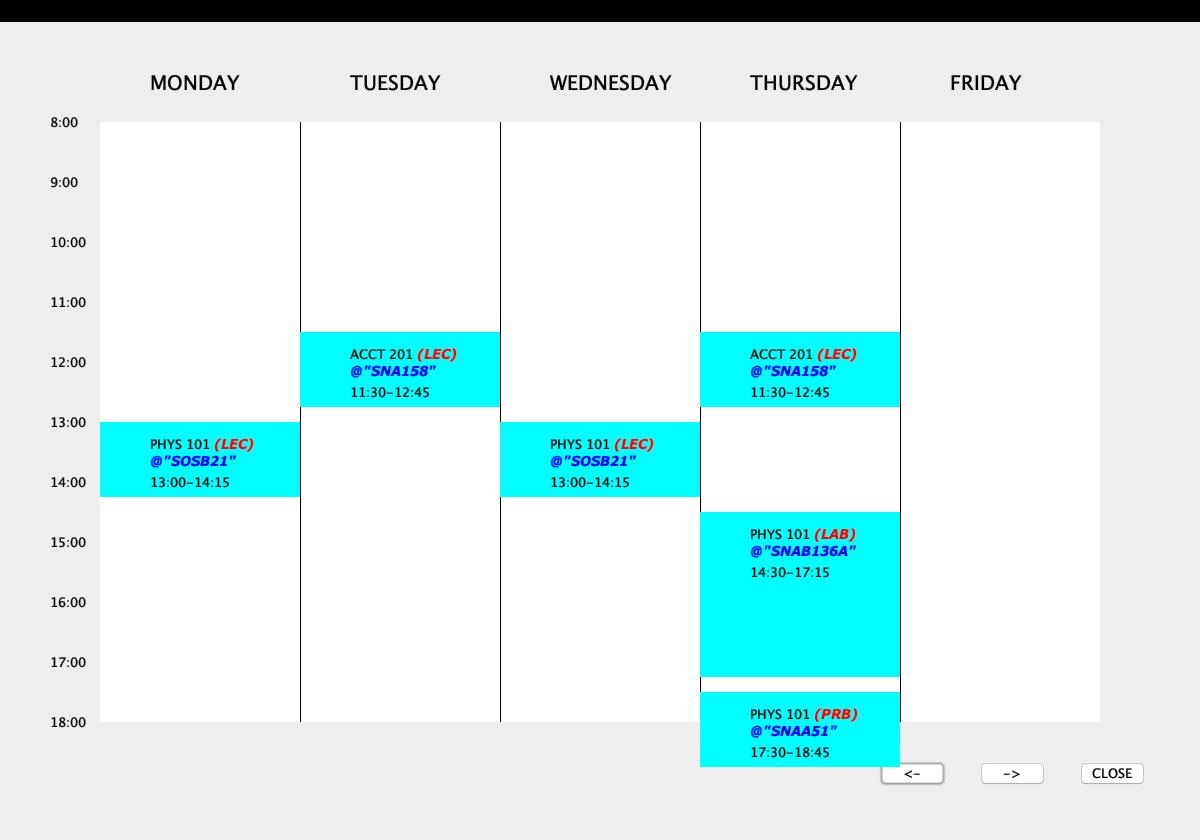 MONDAY TUESDAY WEDNESDAY THURSDAY FRIDAY
8:00
9:00
10:00
11:00
ACCT 201 (LEC) ACCT 201 (LEC)
12:00
@"SNA158" @"SNA158"
11:30-12:45 11:30-12:45
13:00
PHYS 101 (LEC) PHYS 101 (LEC)
@"SOSB21" @"SOSB21"
14:00 13:00-14:15 13:00-14:15
PHYS 101 (LAB)
15:00
@"SNAB136A"
14:30-17:15
16:00
17:00
PHYS 101 (PRB)
18:00
@"SNAA51"
17:30-18:45
<- -> CLOSE